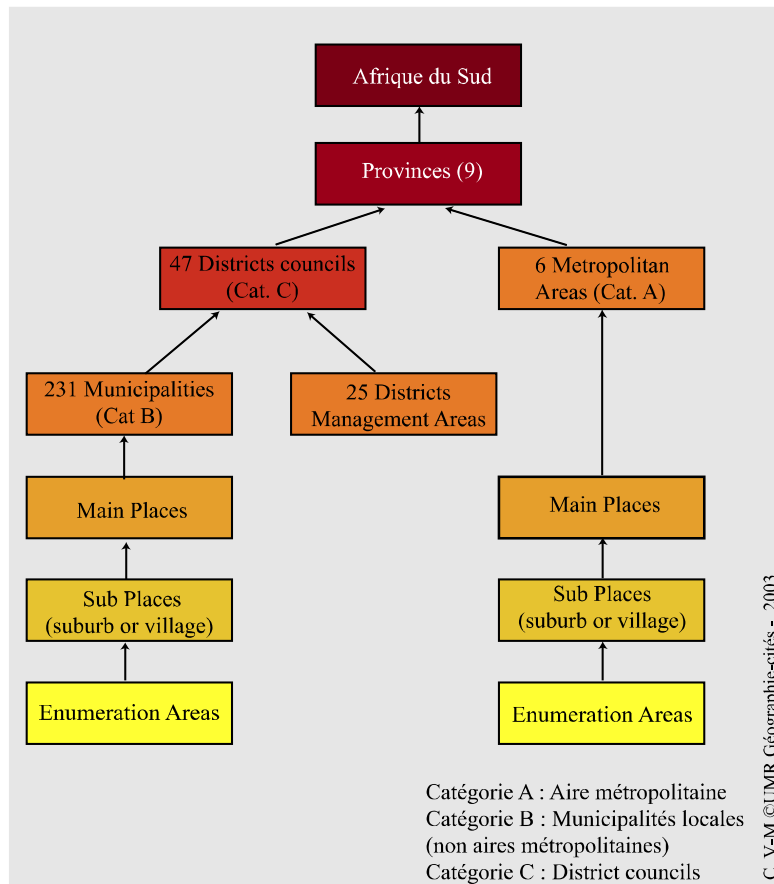 Afrique du Sud
Provinces (9)
47 Districts councils
(Cat. C)
6 Metropolitan
Areas (Cat. A)
231 Municipalities
(Cat B)
25 Districts
Management Areas
Main Places
Main Places
Sub Places
(suburb or village)
Sub Places
(suburb or village)
Enumeration Areas
Enumeration Areas
Catégorie A : Aire métropolitaine
Catégorie B : Municipalités locales
(non aires métropolitaines)
Catégorie C : District councils
C. V-M ©UMR Géographie-cités - 2003